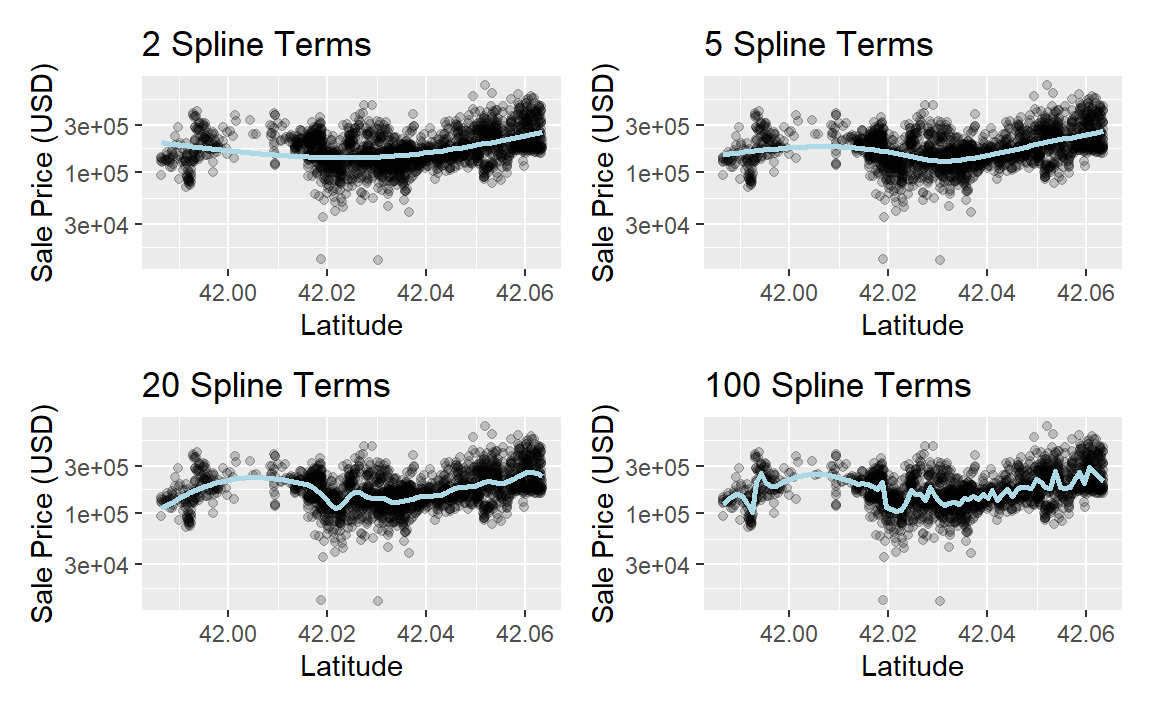 2 Spline Terms
Sale Price (USD)
3e+05
1e+05
3e+04
42.00 42.02 42.04 42.06
Latitude
5 Spline Terms
Sale Price (USD)
3e+05
1e+05
3e+04
42.00 42.02 42.04 42.06
Latitude
20 Spline Terms
Sale Price (USD)
3e+05
1e+05
3e+04
42.00 42.02 42.04 42.06
Latitude
100 Spline Terms
Sale Price (USD)
3e+05
1e+05
3e+04
42.00 42.02 42.04 42.06
Latitude